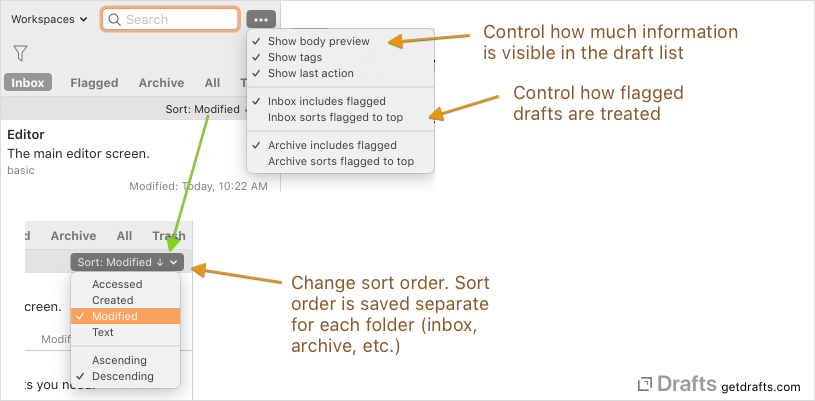 Workspaces
Search
•••
Show body preview
Show tags
Show last action
Inbox includes flagged
Inbox sorts flagged to top
Archive includes flagged
Archive sorts flagged to top
Control how much information
is visible in the draft list
Control how flagged
drafts are treated
Inbox Flagged Archive All T
Sort: Modified
Editor
The main editor screen.
basic
Modified: Today, 10:22 AM
d Archive All Trash
Sort: Modified ↓
Accessed
Created
Modified
Text
Ascending
Descending
screen.
Modif
ts you need.
Change sort order. Sort
order is saved separate
for each folder (inbox,
archive, etc.)
Drafts getdrafts.com